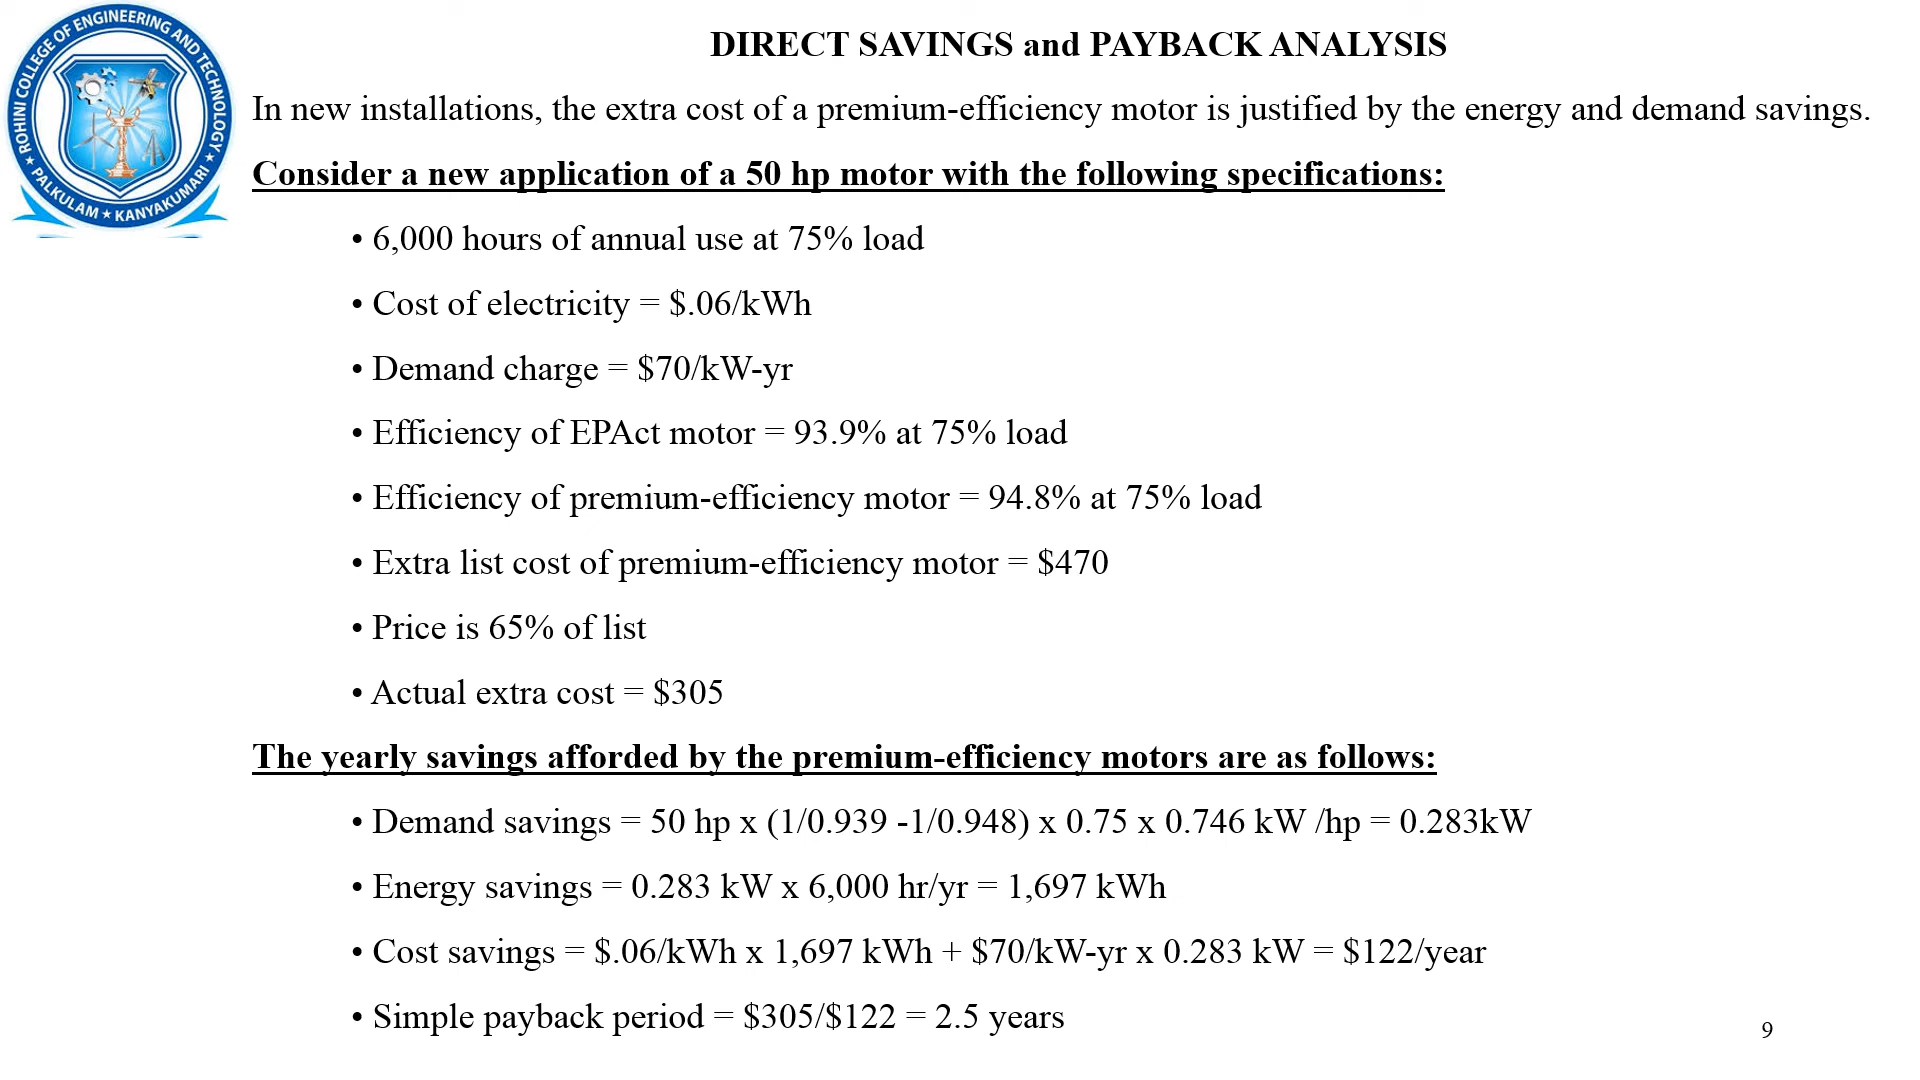 ROHINI COLLEGE OF ENGINEERING AND TECHNOLOGY
★ PALKULAM ★ KANYAKUMARI ★
DIRECT SAVINGS and PAYBACK ANALYSIS
In new installations, the extra cost of a premium-efficiency motor is justified by the energy and demand savings.
Consider a new application of a 50 hp motor with the following specifications:
• 6,000 hours of annual use at 75% load
• Cost of electricity = $.06/kWh
• Demand charge = $70/kW-yr
• Efficiency of EPAct motor = 93.9% at 75% load
• Efficiency of premium-efficiency motor = 94.8% at 75% load
• Extra list cost of premium-efficiency motor = $470
• Price is 65% of list
• Actual extra cost = $305
The yearly savings afforded by the premium-efficiency motors are as follows:
• Demand savings = 50 hp x (1/0.939 -1/0.948) x 0.75 x 0.746 kW /hp = 0.283kW
• Energy savings = 0.283 kW x 6,000 hr/yr = 1,697 kWh
• Cost savings = $.06/kWh x 1,697 kWh + $70/kW-yr x 0.283 kW = $122/year
• Simple payback period = $305/$122 = 2.5 years
9